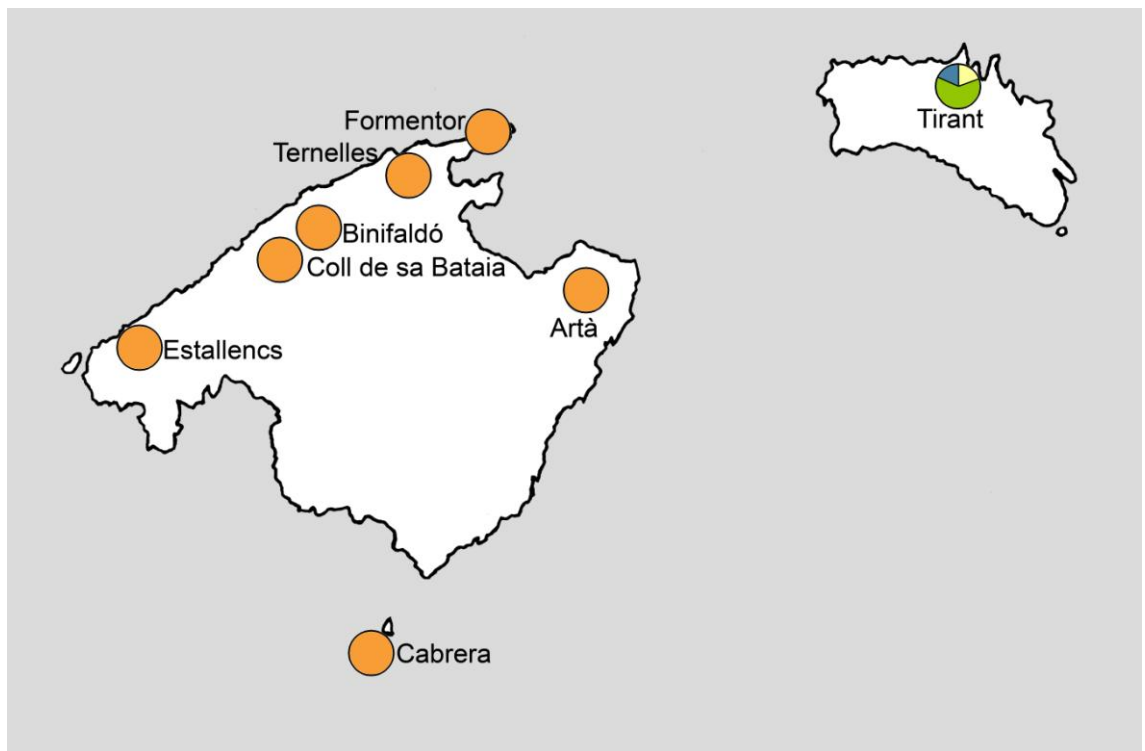 Formentor
Tirant
Ternelles
Binifaldó
Coll de sa Bataia
Artà
Estallencs
Cabrera